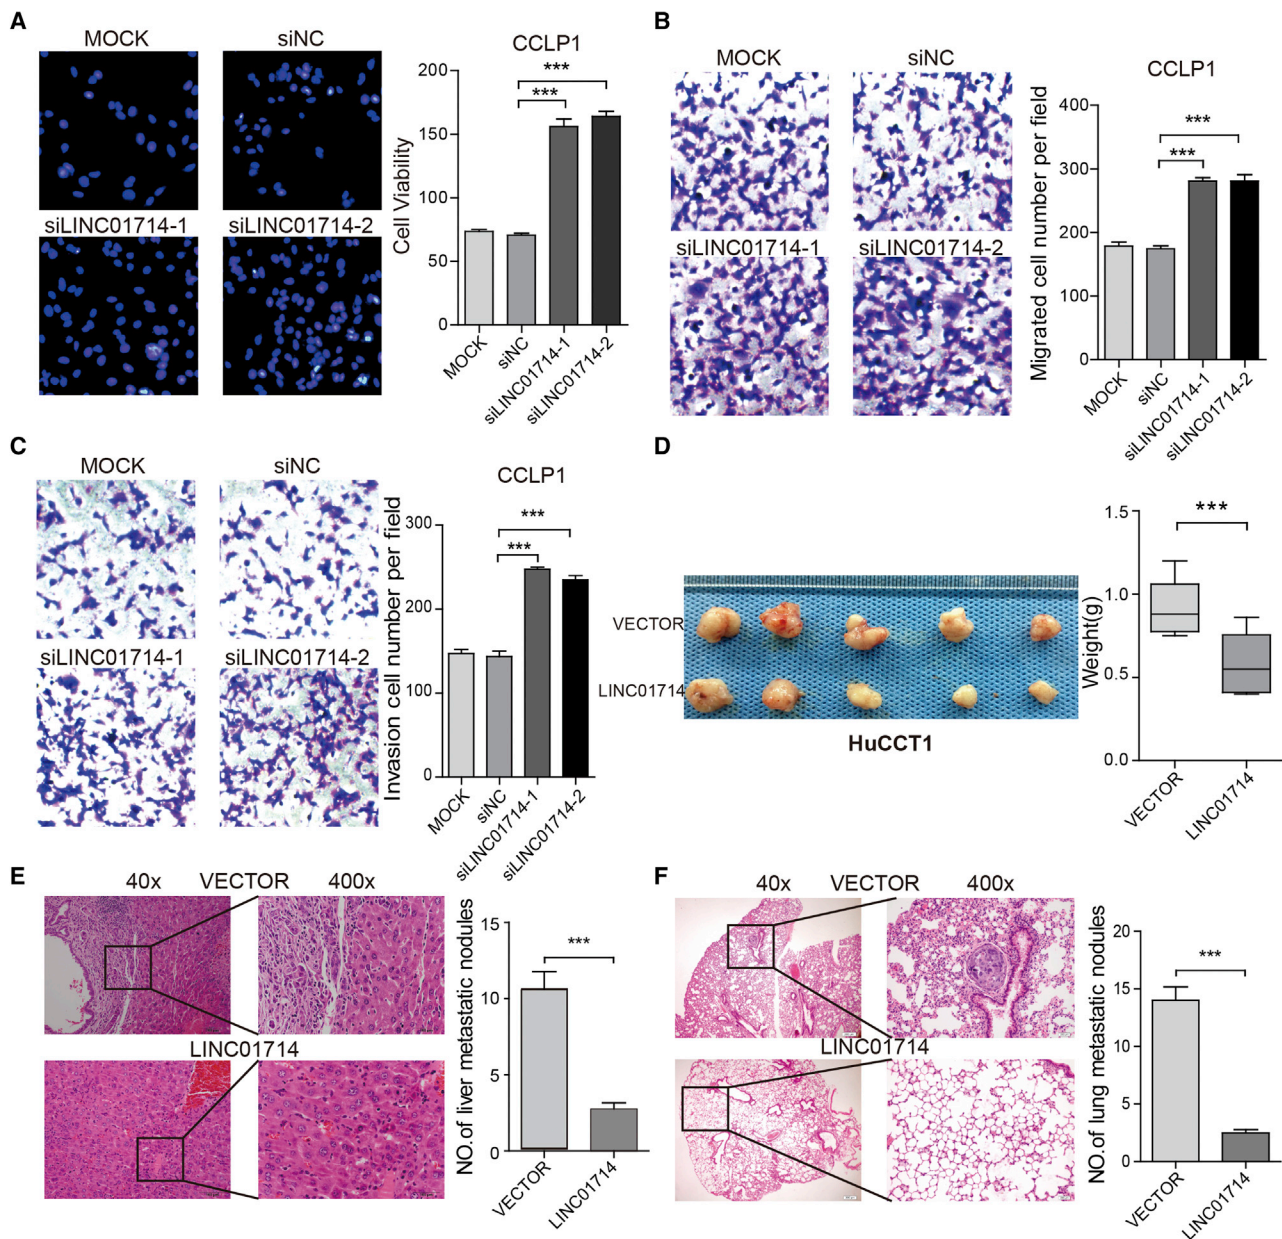 A
MOCK
siNC
siLINC01714-1
siLINC01714-2
CCLP1
Cell Viability
200
150
100
50
0
***
***
MOCK
siNC
siLINC01714-1
siLINC01714-2
B
MOCK
siNC
siLINC01714-1
siLINC01714-2
CCLP1
Migrated cell number per field
400
300
200
100
0
***
***
MOCK
siNC
siLINC01714-1
siLINC01714-2
C
MOCK
siNC
siLINC01714-1
siLINC01714-2
CCLP1
Invasion cell number per field
300
200
100
0
***
***
MOCK
siNC
siLINC01714-1
siLINC01714-2
D
VECTOR
LINC01714
HuCCT1
Weight(g)
1.5
1.0
0.5
0.0
***
VECTOR
LINC01714
E
40x VECTOR 400x
LINC01714
NO.of liver metastatic nodules
15
10
5
0
***
VECTOR
LINC01714
F
40x VECTOR 400x
LINC01714
NO.of lung metastatic nodules
20
15
10
5
0
***
VECTOR
LINC01714